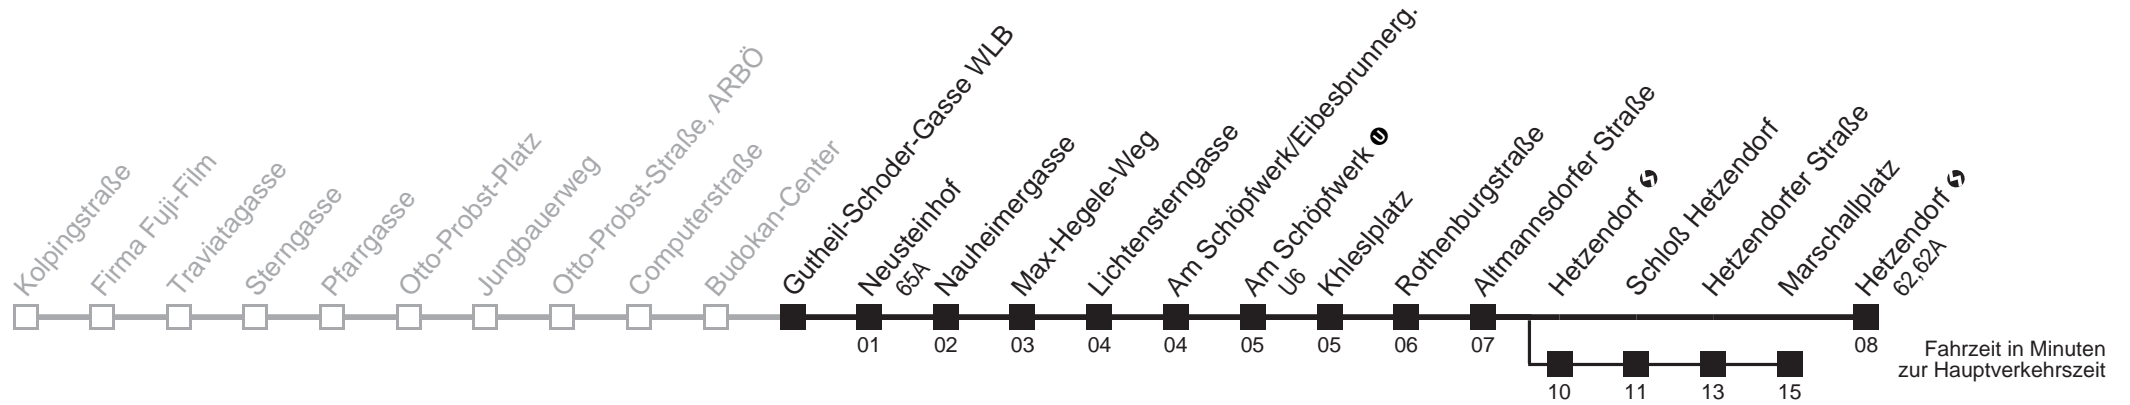 Kolpingstraße
Firma Fuji-Film
Traviatagasse
Sterngasse
Pfarrgasse
Otto-Probst-Platz
Jungbauerweg
Otto-Probst-Straße, ARBÖ
Computerstraße
Budokan-Center
Gutheil-Schoder-Gasse WLB
Neusteinhof
65A
Nauheimergasse
Max-Hegele-Weg
Lichtensterngasse
Am Schöpfwerk/Eibesbrunnerg.
Am Schöpfwerk U
U6
Khleslplatz
Rothenburgstraße
Altmannsdorfer Straße
Hetzendorf S
Schloß Hetzendorf
Hetzendorfer Straße
Marschallplatz
Hetzendorf S
62,62A
01 02 03 04 04 05 05 06 07 08
10 11 13 15
Fahrzeit in Minuten
zur Hauptverkehrszeit